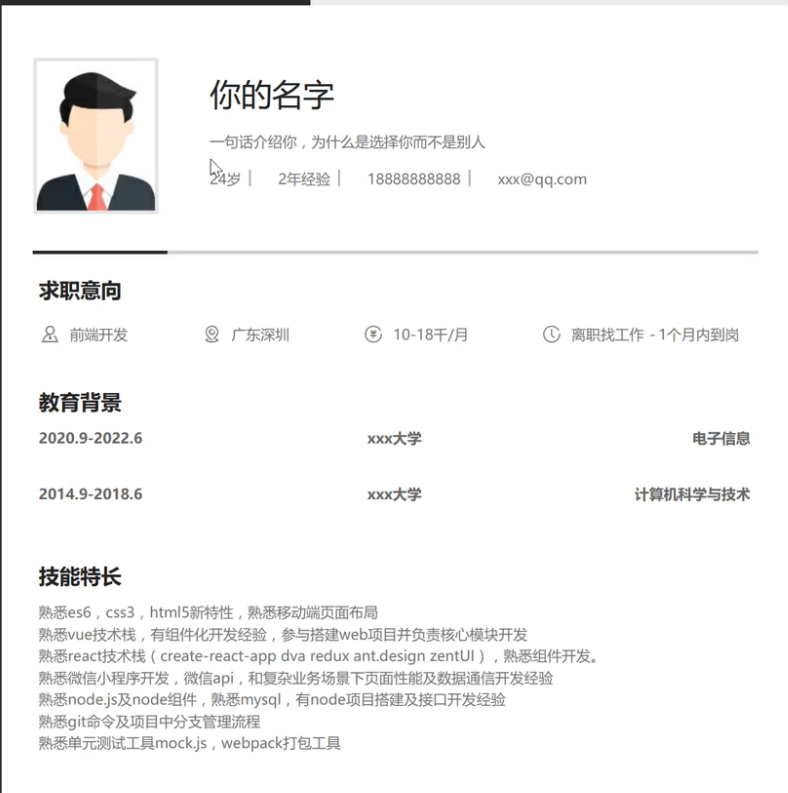 你的名字
一句话介绍你，为什么是选择你而不是别人
24岁 | 2年经验 | 18888888888 | xxx@qq.com
求职意向
前端开发 广东深圳 10-18千/月 离职找工作 - 1个月内到岗
教育背景
2020.9-2022.6 xxx大学 电子信息
2014.9-2018.6 xxx大学 计算机科学与技术
技能特长
熟悉es6，css3，html5新特性，熟悉移动端页面布局
熟悉vue技术栈，有组件化开发经验，参与搭建web项目并负责核心模块开发
熟悉react技术栈（create-react-app dva redux ant.design zentUI），熟悉组件开发。
熟悉微信小程序开发，微信api，和复杂业务场景下页面性能及数据通信开发经验
熟悉node.js及node组件，熟悉mysql，有node项目搭建及接口开发经验
熟悉git命令及项目中分支管理流程
熟悉单元测试工具mock.js，webpack打包工具